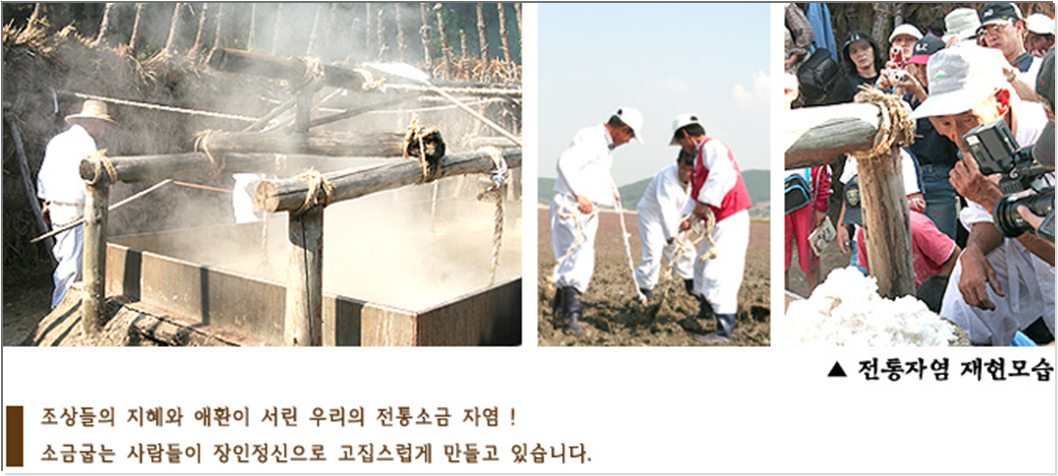 ▲ 전통자염 재현모습
조상들의 지혜와 애환이 서린 우리의 전통소금 자염 !
소금굽는 사람들이 장인정신으로 고집스럽게 만들고 있습니다.